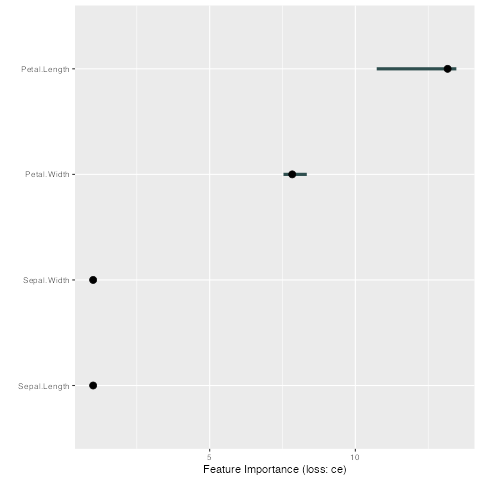 Petal.Length
Petal.Width
Sepal.Width
Sepal.Length
5
10
Feature Importance (loss: ce)